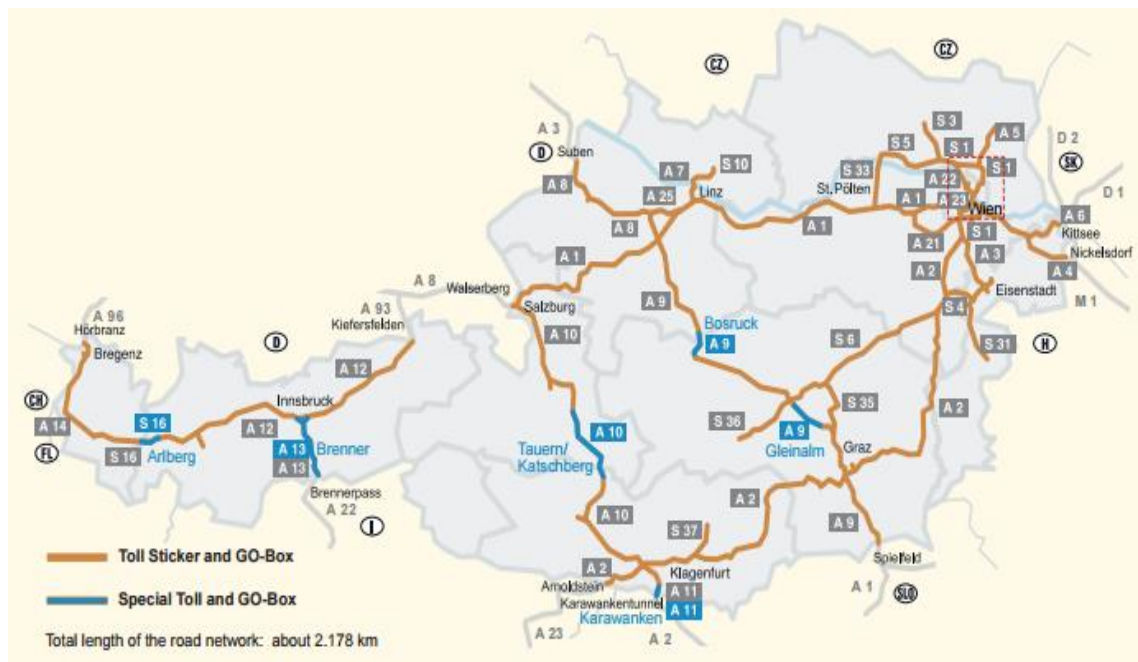 CZ
CZ
A 3
D
Suben
A 8
A 7
S 10
A 25
Linz
A 8
A 1
S 3
A 5
S 5
S 1
S 33
S 1
A 22
St. Pölten
A 1
A 23
Wien
A 1
A 21
S 1
A 3
A 2
D 2
SK
D 1
A 6
Kittsee
Nickelsdorf
A 4
M 1
Eisenstadt
S 4
S 31
H
A 8
Walserberg
Salzburg
A 10
A 9
Bosruck
A 9
S 6
A 93
Kiefersfelden
A 96
Hörbranz
Bregenz
D
A 12
Innsbruck
CH
A 14
FL
S 16
S 16
Arlberg
A 12
A 13
Brenner
A 13
Brennerpass
A 22
I
A 10
Tauern/
Katschberg
S 36
S 35
A 9
Gleinalm
Graz
A 2
A 10
A 2
S 37
A 9
Spielfeld
A 1
SLO
A 2
Arnoldstein
Klagenfurt
A 11
Karawankentunnel
Karawanken
A 11
A 23
A 2
Toll Sticker and GO-Box
Special Toll and GO-Box
Total length of the road network: about 2.178 km